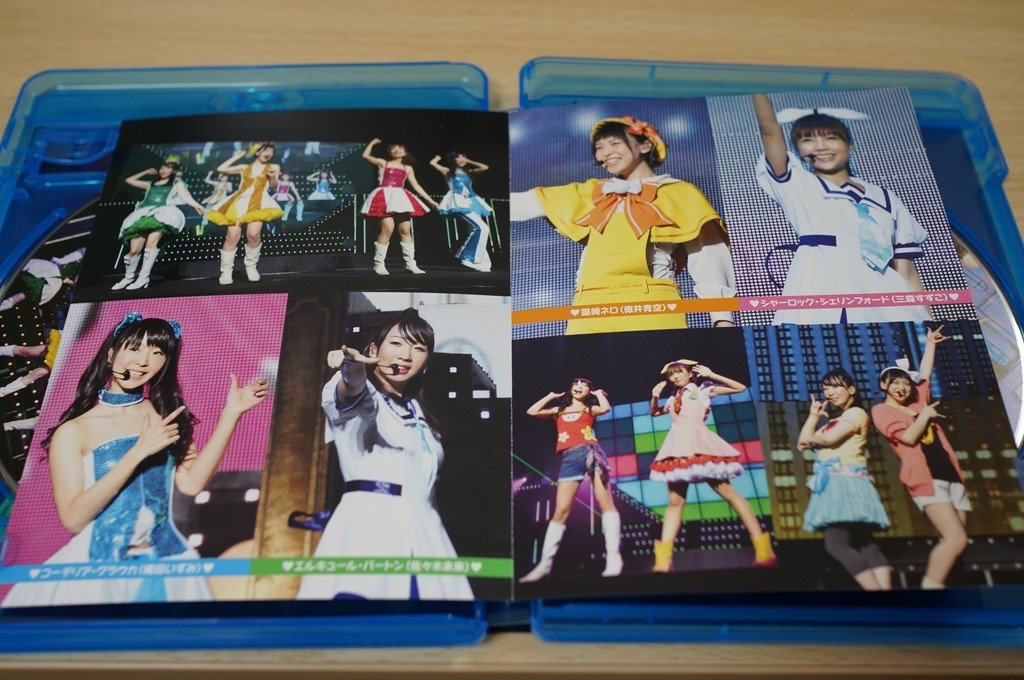 ♥コーデリア・グラウカ(橘田いずみ)♥
♥エルキュール・バートン(佐々木未来)♥
♥譲崎ネロ(徳井青空)♥
♥シャーロック・シェリンフォード(三森すずこ)♥